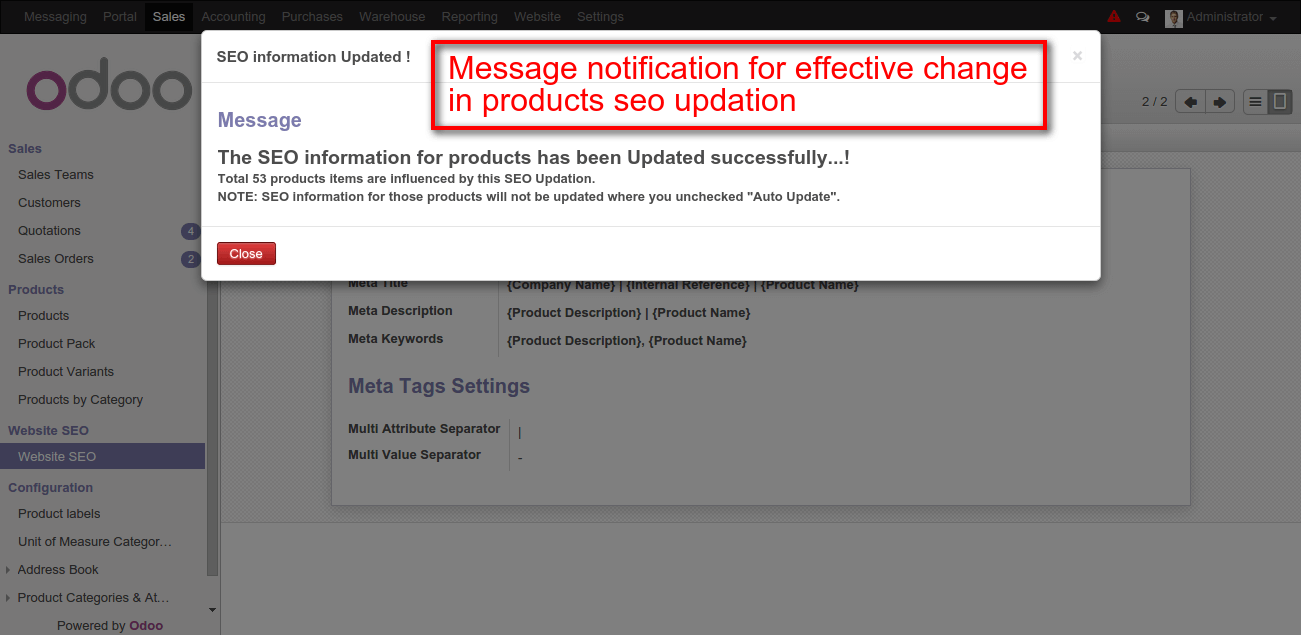 Messaging Portal Sales Accounting Purchases Warehouse Reporting Website Settings Administrator
odoo
SEO information Updated !
×
Message notification for effective change
in products seo updation
2 / 2
Message
The SEO information for products has been Updated successfully...!
Total 53 products items are influenced by this SEO Updation.
NOTE: SEO information for those products will not be updated where you unchecked "Auto Update".
Close
Sales
Sales Teams
Customers
Quotations 4
Sales Orders 2
Products
Products
Product Pack
Product Variants
Products by Category
Website SEO
Website SEO
Configuration
Product labels
Unit of Measure Categor...
Address Book
Product Categories & At...
Powered by Odoo
Meta Title {Company Name} | {Internal Reference} | {Product Name}
Meta Description {Product Description} | {Product Name}
Meta Keywords {Product Description}, {Product Name}
Meta Tags Settings
Multi Attribute Separator |
Multi Value Separator -